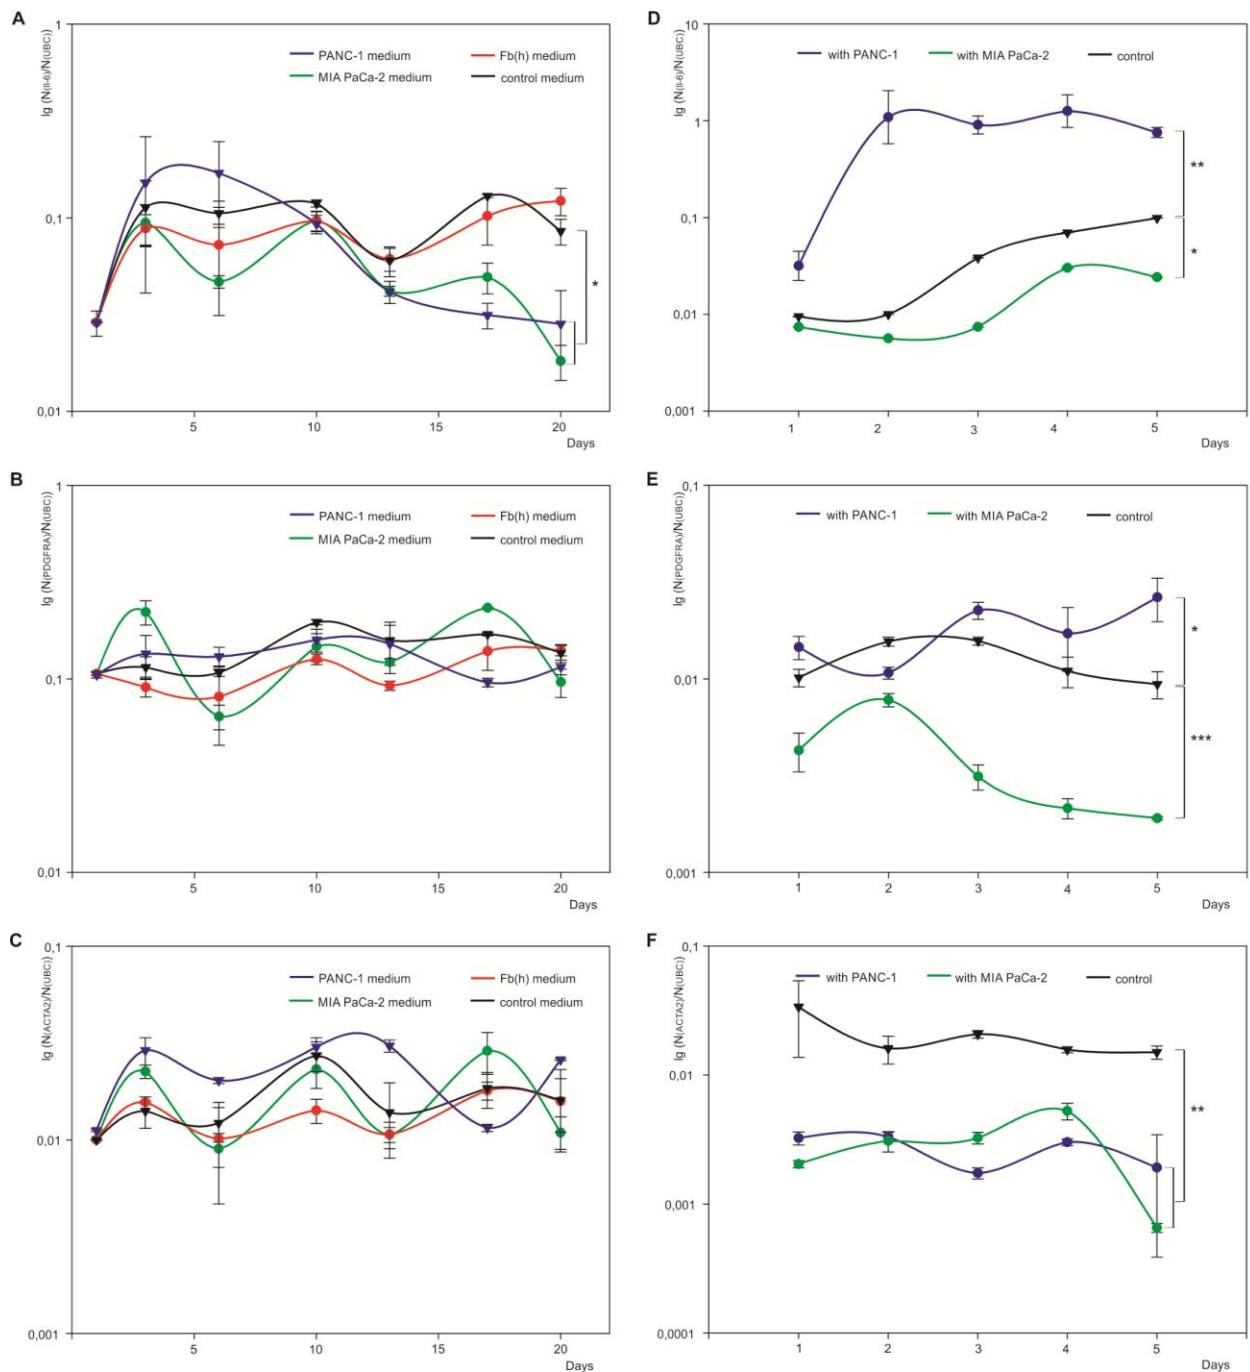 A
lg (N(Il-6)/N(UBC))
1
0,1
0,01
PANC-1 medium
Fb(h) medium
MIA PaCa-2 medium
control medium
*
5
10
15
20
Days
D
lg (N(Il-6)/N(UBC))
10
1
0,1
0,01
0,001
with PANC-1
with MIA PaCa-2
control
**
*
1
2
3
4
5
Days
B
lg (N(PDGFRA)/N(UBC))
1
0,1
0,01
PANC-1 medium
Fb(h) medium
MIA PaCa-2 medium
control medium
5
10
15
20
Days
E
lg (N(PDGFRA)/N(UBC))
0,1
0,01
0,001
with PANC-1
with MIA PaCa-2
control
*
***
1
2
3
4
5
Days
C
lg (N(ACTA2)/N(UBC))
0,1
0,01
0,001
PANC-1 medium
Fb(h) medium
MIA PaCa-2 medium
control medium
5
10
15
20
Days
F
lg (N(ACTA2)/N(UBC))
0,1
0,01
0,001
0,0001
with PANC-1
with MIA PaCa-2
control
**
1
2
3
4
5
Days